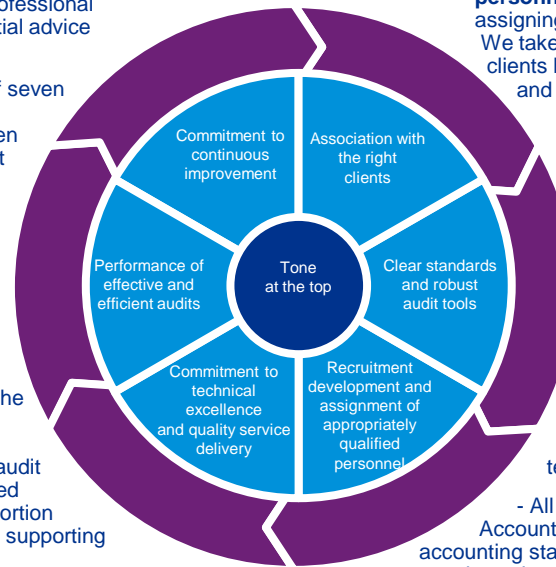 ofessional
tial advice
f seven
en
t
he
audit
ed
ortion
supporting
personn
assigning
We take
clients
and
Commitment to
continuous
improvement
Association with
the right
clients
Performance of
effective and
efficient audits
Tone
at the top
Clear standards
and robust
audit tools
Commitment to
technical
excellence
and quality service
delivery
Recruitment
development and
assignment of
appropriately
qualified
personnel
te
- All
Account
accounting sta